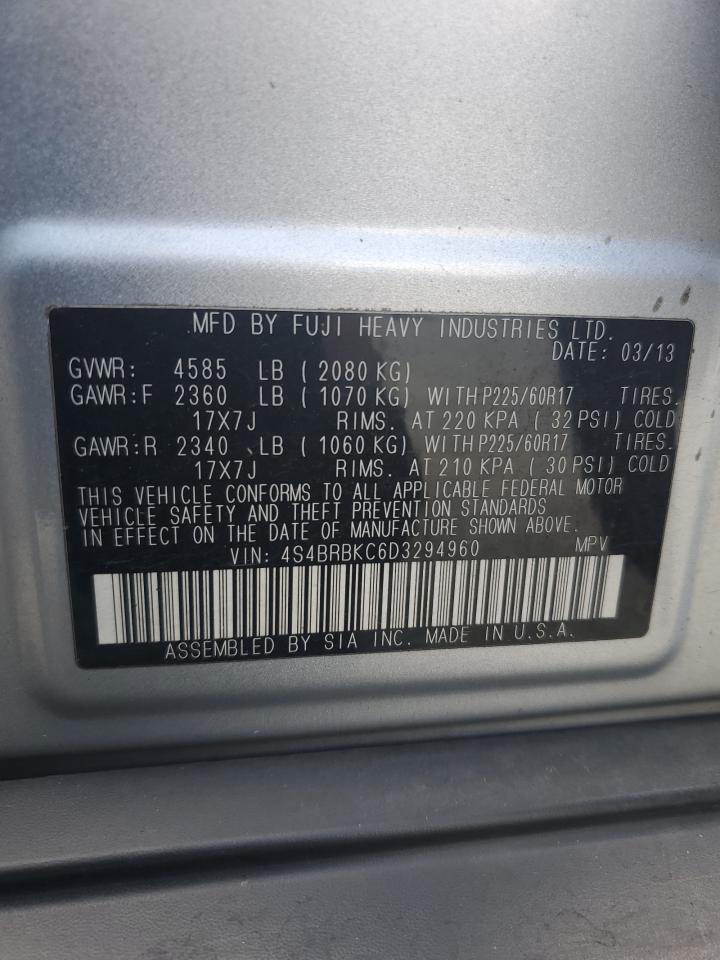 MFD BY FUJI HEAVY INDUSTRIES LTD.
DATE: 03/13
GVWR: 4585 LB ( 2080 KG)
GAWR:F 2360 LB ( 1070 KG) WITH P225/60R17 TIRES.
17X7J RIMS. AT 220 KPA ( 32 PSI) COLD
GAWR:R 2340 LB ( 1060 KG) WITH P225/60R17 TIRES.
17X7J RIMS. AT 210 KPA ( 30 PSI) COLD
THIS VEHICLE CONFORMS TO ALL APPLICABLE FEDERAL MOTOR
VEHICLE SAFETY AND THEFT PREVENTION STANDARDS
IN EFFECT ON THE DATE OF MANUFACTURE SHOWN ABOVE.
VIN: 4S4BRBKC6D3294960 MPV
ASSEMBLED BY SIA INC. MADE IN U.S.A.